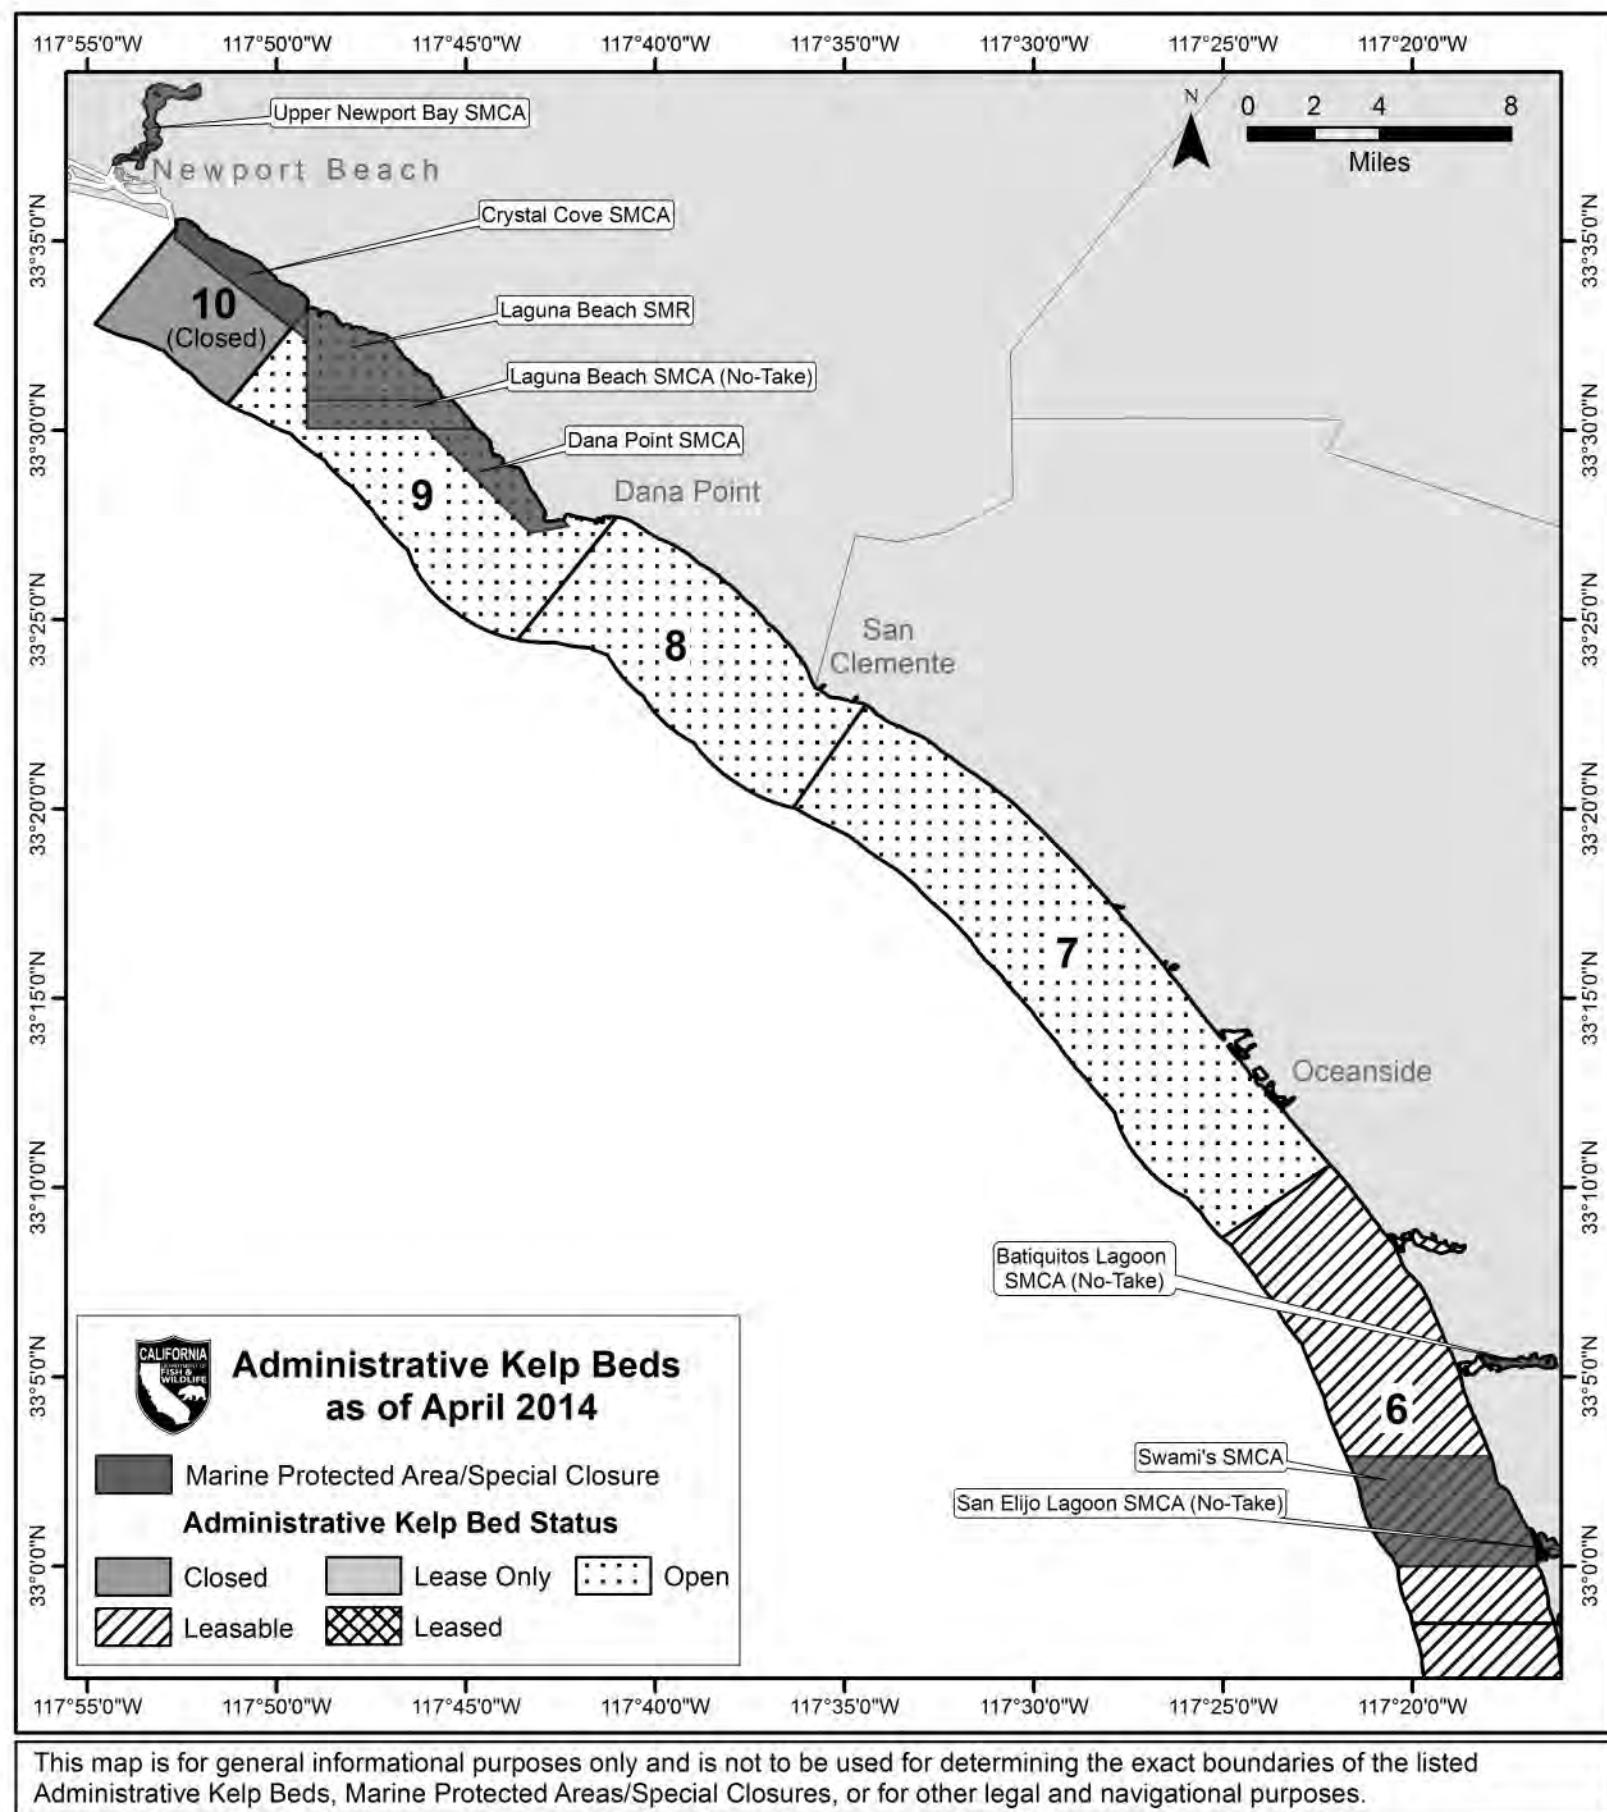 117°55'0"W 117°50'0"W 117°45'0"W 117°40'0"W 117°35'0"W 117°30'0"W 117°25'0"W 117°20'0"W
N
0 2 4 8
Miles
Upper Newport Bay SMCA
Newport Beach
Crystal Cove SMCA
33°35'0"N
33°35'0"N
10
(Closed)
Laguna Beach SMR
Laguna Beach SMCA (No-Take)
33°30'0"N
33°30'0"N
Dana Point SMCA
Dana Point
9
33°25'0"N
33°25'0"N
8
San
Clemente
33°20'0"N
33°20'0"N
7
33°15'0"N
33°15'0"N
Oceanside
33°10'0"N
33°10'0"N
Batiquitos Lagoon
SMCA (No-Take)
33°5'0"N
33°5'0"N
6
Swami's SMCA
San Elijo Lagoon SMCA (No-Take)
33°0'0"N
33°0'0"N
CALIFORNIA
DEPARTMENT OF
FISH &
WILDLIFE
Administrative Kelp Beds
as of April 2014
Marine Protected Area/Special Closure
Administrative Kelp Bed Status
Closed Lease Only Open
Leasable Leased
117°55'0"W 117°50'0"W 117°45'0"W 117°40'0"W 117°35'0"W 117°30'0"W 117°25'0"W 117°20'0"W
This map is for general informational purposes only and is not to be used for determining the exact boundaries of the listed
Administrative Kelp Beds, Marine Protected Areas/Special Closures, or for other legal and navigational purposes.